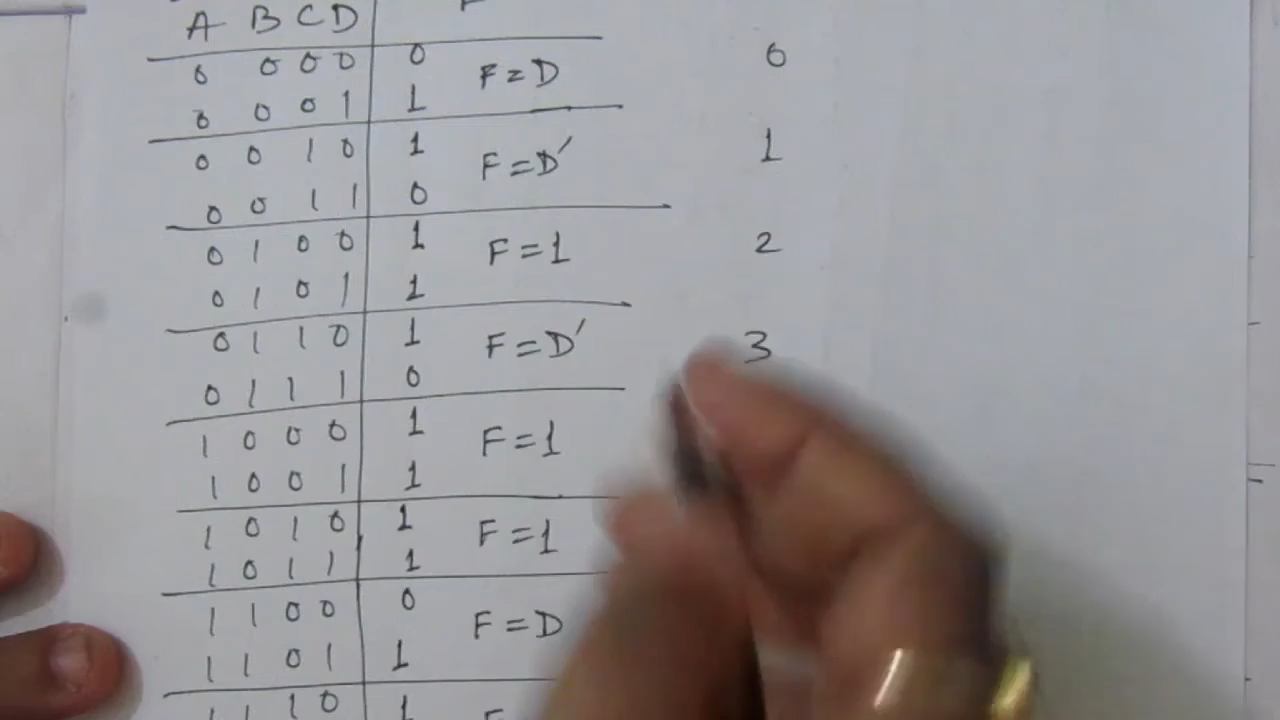 A B C D
0 0 0 0 0 F = D 0
0 0 0 1 1
0 0 1 0 1 F = D' 1
0 0 1 1 0
0 1 0 0 1 F = 1 2
0 1 0 1 1
0 1 1 0 1 F = D' 3
0 1 1 1 0
1 0 0 0 1 F = 1
1 0 0 1 1
1 0 1 0 1 F = 1
1 0 1 1 1
1 1 0 0 0 F = D
1 1 0 1 1
1 1 1 0 1